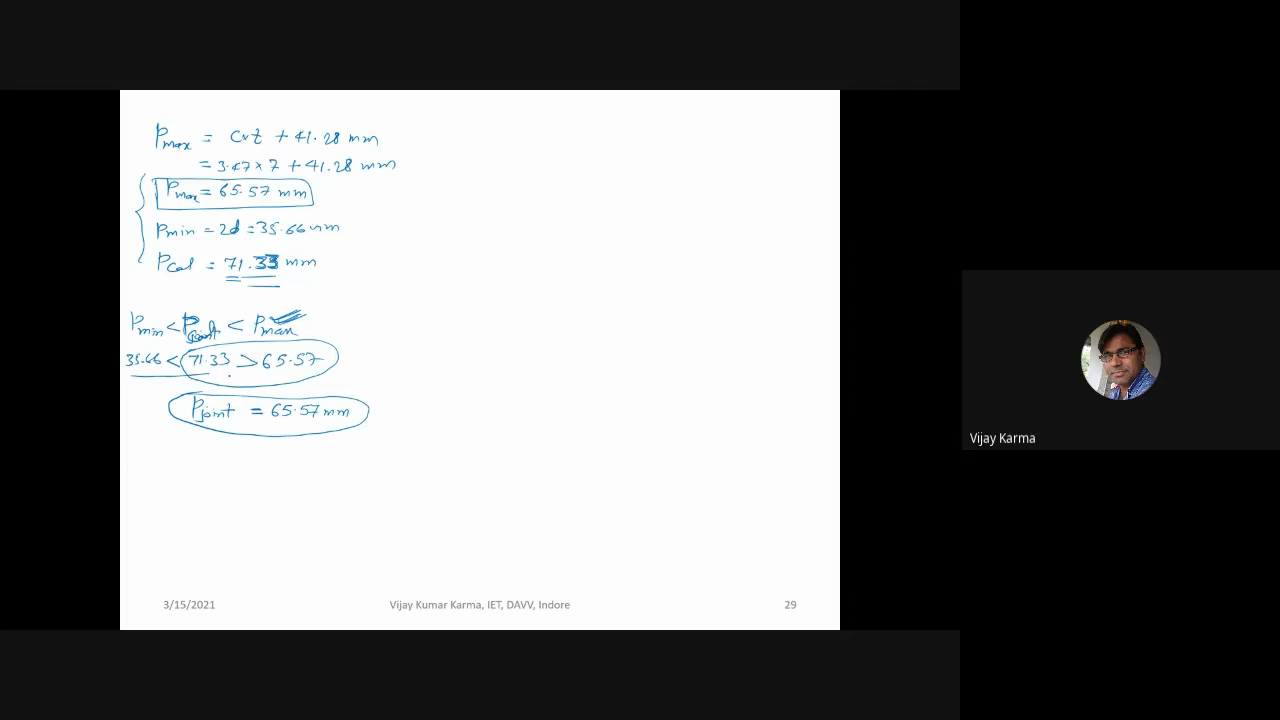 Pmax = C×t + 41.28 mm
= 3.47 × 7 + 41.28 mm
Pmax = 65.57 mm
Pmin = 2d = 35.66 mm
Pcal = 71.33 mm
Pmin < Pjoint < Pmax
35.66 < 71.33 > 65.57
Pjoint = 65.57 mm
3/15/2021 Vijay Kumar Karma, IET, DAVV, Indore 29
Vijay Karma